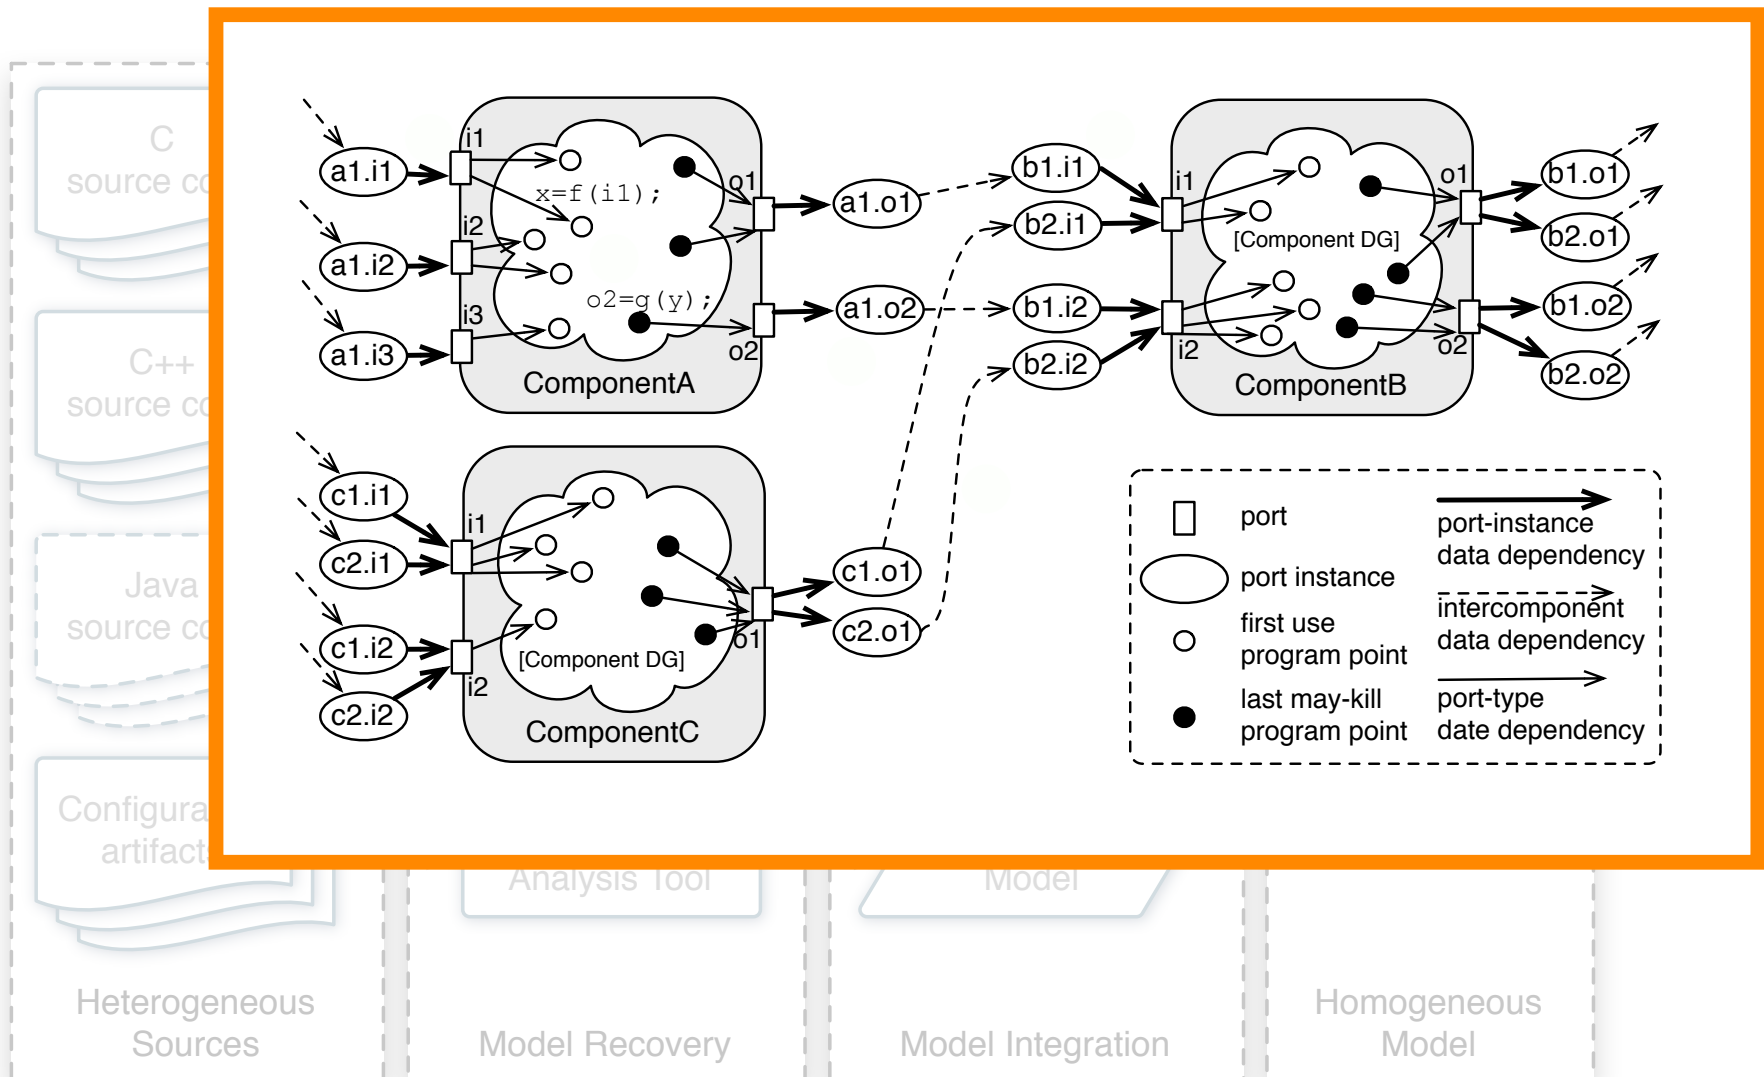 C
source co
C++
source co
Java
source co
Configura
artifacts
Heterogeneous
Sources
Analysis Tool
Model Recovery
Model
Model Integration
Homogeneous
Model
a1.i1
a1.i2
a1.i3
i1
i2
i3
x=f(i1);
o2=g(y);
o1
o2
ComponentA
a1.o1
a1.o2
b1.i1
b2.i1
b1.i2
b2.i2
i1
i2
[Component DG]
o1
o2
ComponentB
b1.o1
b2.o1
b1.o2
b2.o2
c1.i1
c2.i1
c1.i2
c2.i2
i1
i2
[Component DG]
o1
ComponentC
c1.o1
c2.o1
port
port instance
first use
program point
last may-kill
program point
port-instance
data dependency
intercomponent
data dependency
port-type
date dependency